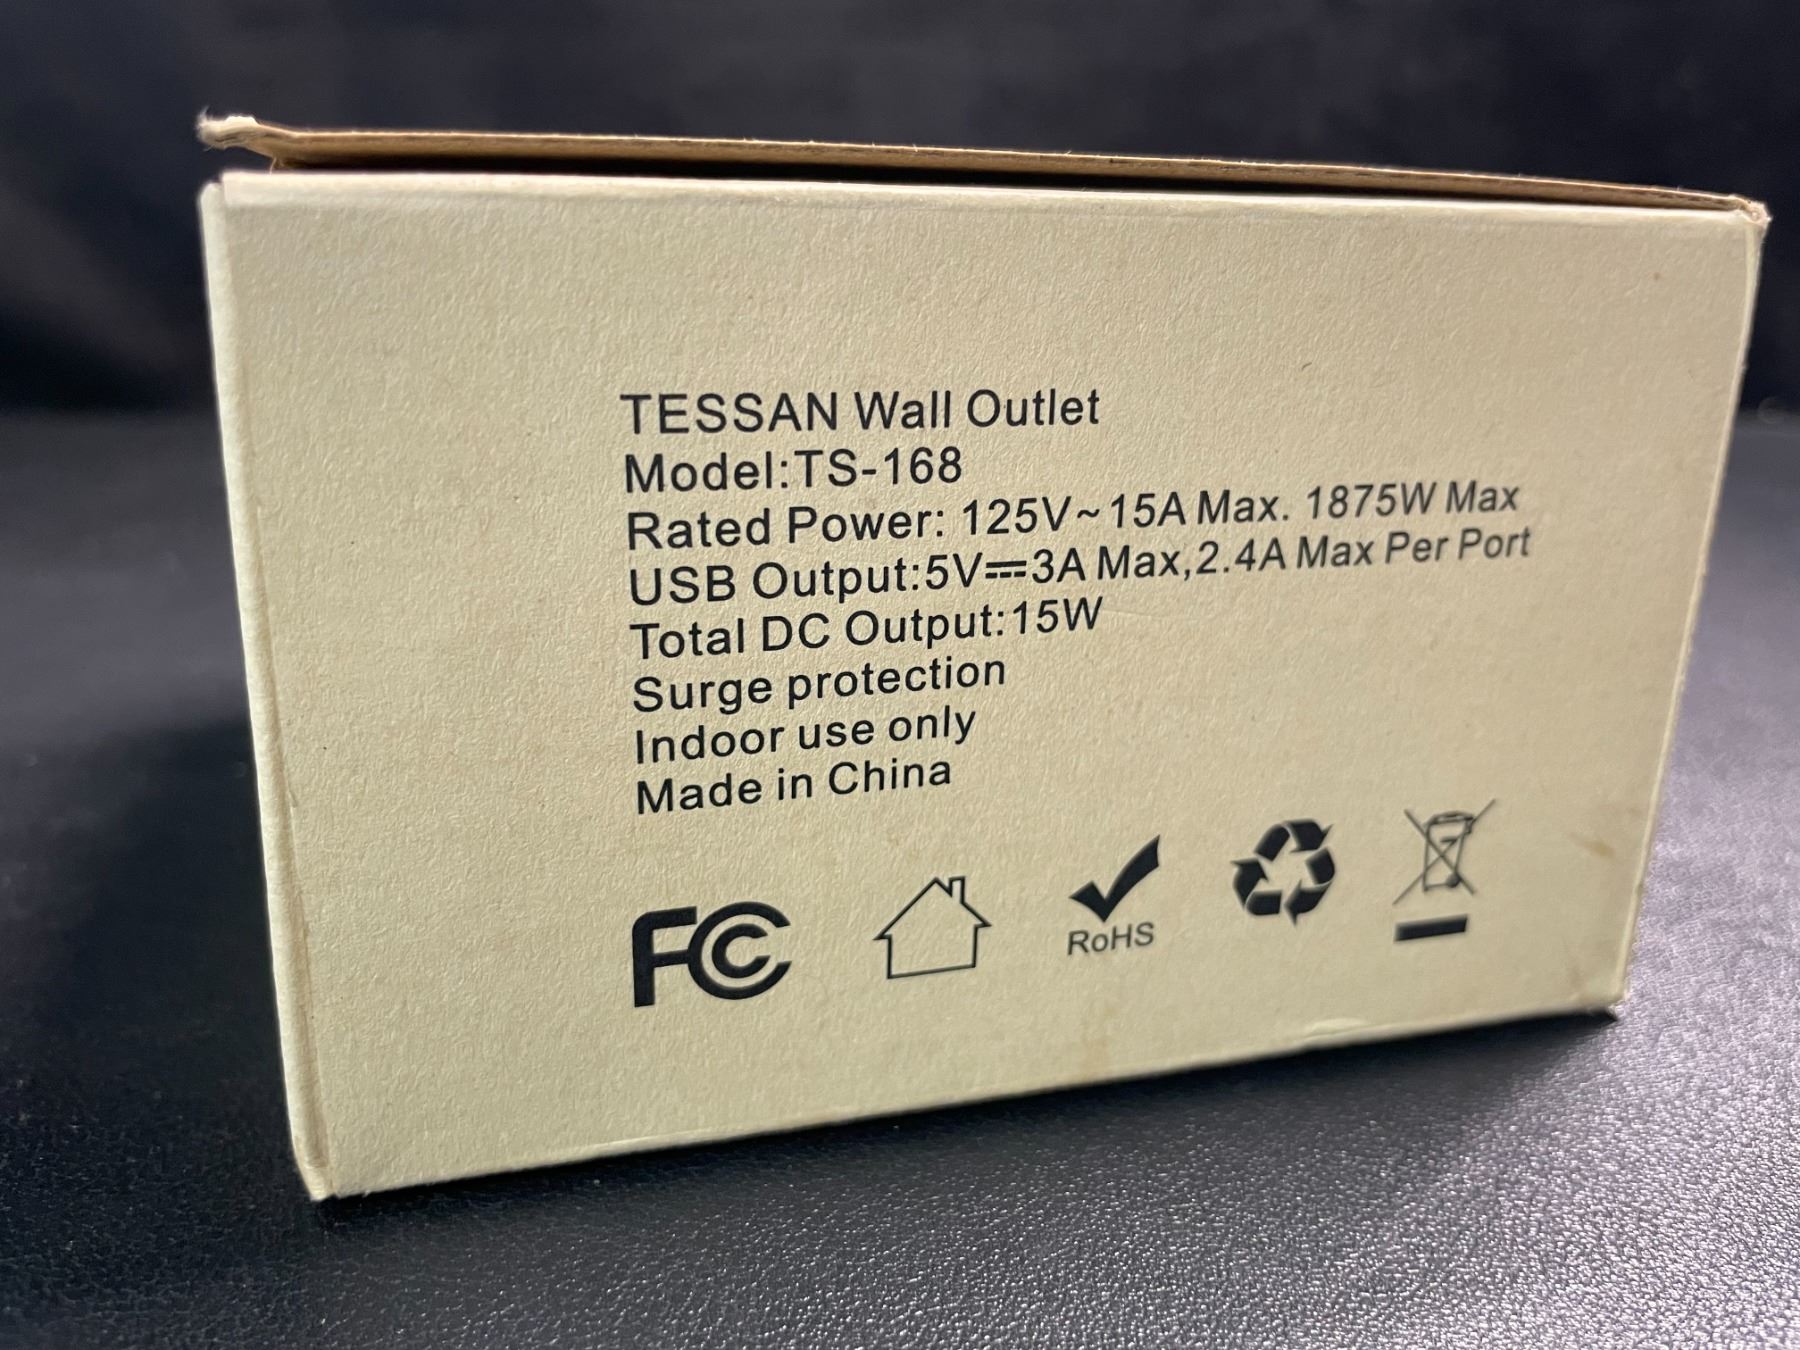 TESSAN Wall Outlet
Model:TS-168
Rated Power: 125V~15A Max. 1875W Max
USB Output:5V⎓3A Max,2.4A Max Per Port
Total DC Output:15W
Surge protection
Indoor use only
Made in China
FC
RoHS